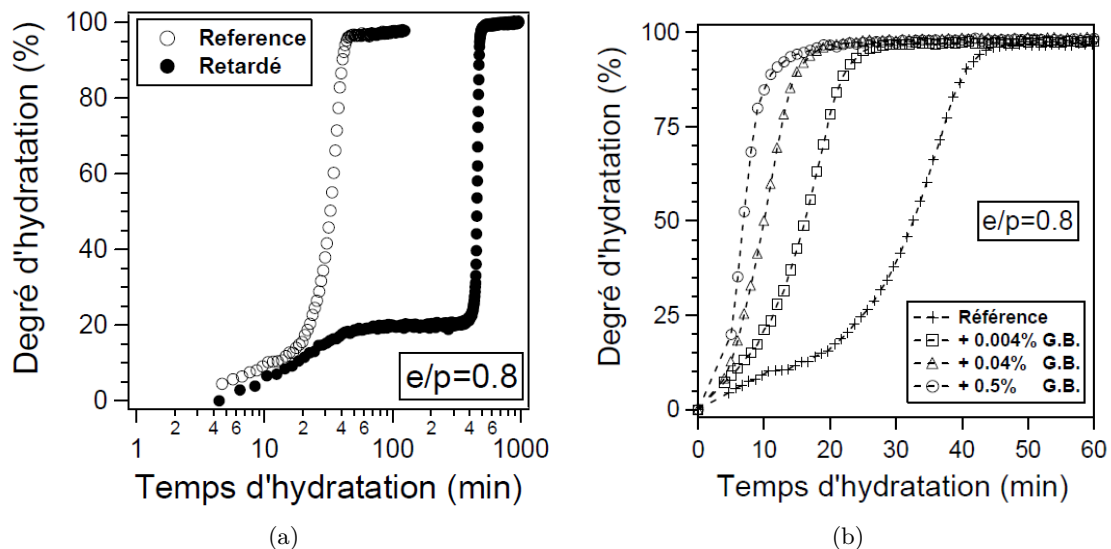 Degré d'hydratation (%)
100
80
60
40
20
0
Reference
Retardé
e/p=0.8
1
2
4
6
10
2
4
6
100
2
4
6
1000
Temps d'hydratation (min)
(a)
Degré d'hydratation (%)
100
75
50
25
0
e/p=0.8
Référence
+ 0.004% G.B.
+ 0.04% G.B.
+ 0.5% G.B.
0
10
20
30
40
50
60
Temps d'hydratation (min)
(b)